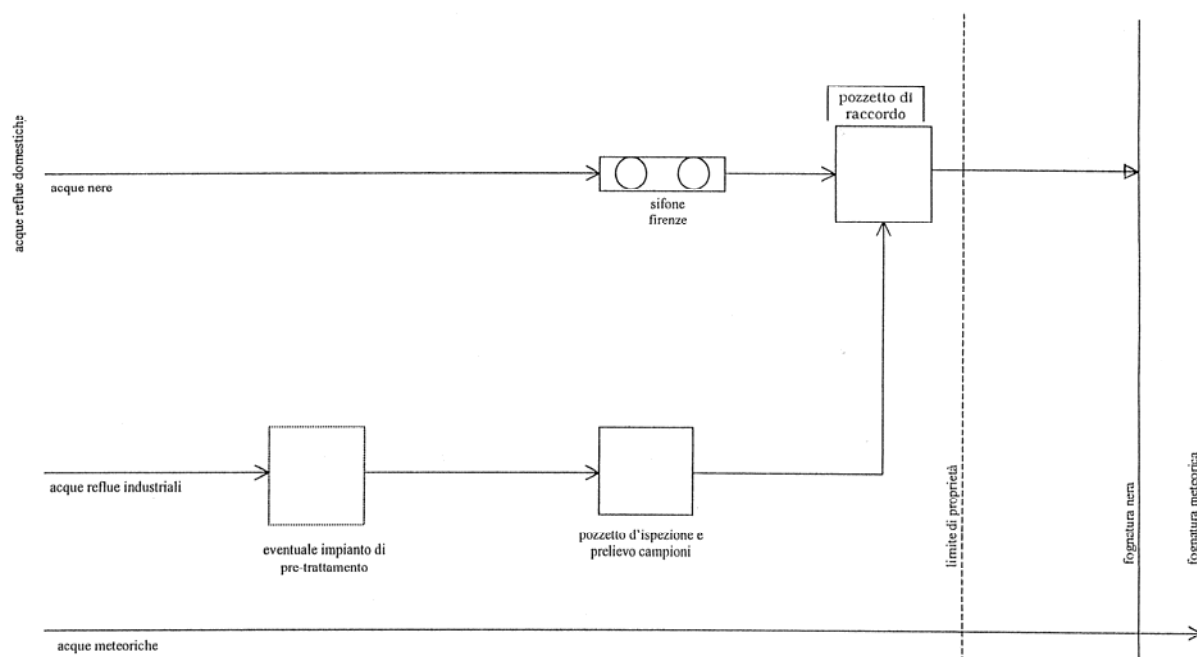 acque reflue domestiche
pozzetto di
raccordo
acque nere
sifone
firenze
acque reflue industriali
eventuale impianto di
pre-trattamento
pozzetto d'ispezione e
prelievo campioni
limite di proprietà
fognatura nera
fognatura meteorica
acque meteoriche